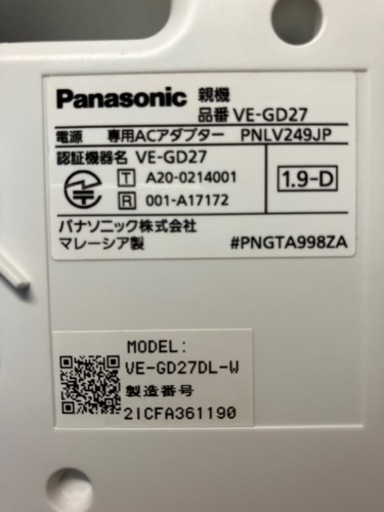 Panasonic 親機
品番 VE-GD27
電源 専用ACアダプター PNLV249JP
認証機器名 VE-GD27
T A20-0214001
R 001-A17172
1.9-D
パナソニック株式会社
マレーシア製 #PNGTA998ZA
MODEL:
VE-GD27DL-W
製造番号
2ICFA361190